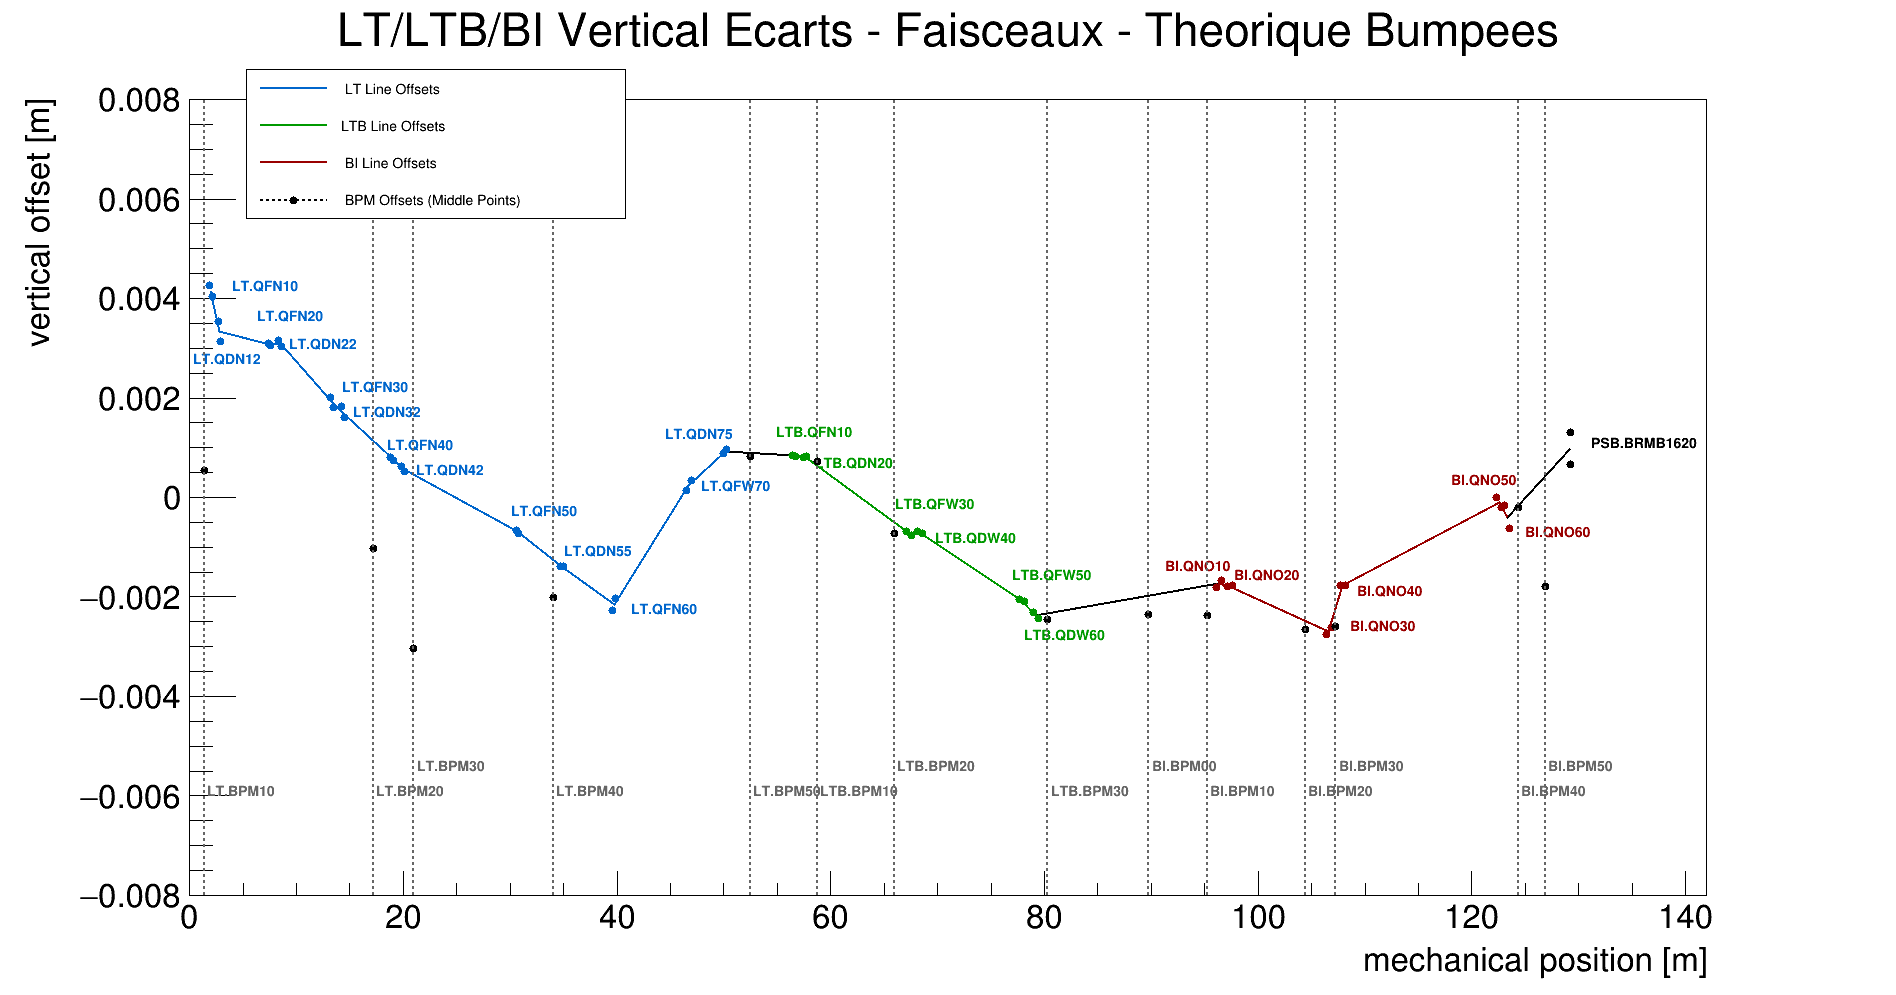 LT/LTB/BI Vertical Ecarts - Faisceaux - Theorique Bumpees
vertical offset [m]
LT Line Offsets
LTB Line Offsets
BI Line Offsets
BPM Offsets (Middle Points)
0.008
0.006
0.004
0.002
0
−0.002
−0.004
−0.006
−0.008
LT.QFN10
LT.QFN20
LT.QDN22
LT.QDN12
LT.QFN30
LT.QDN32
LT.QFN40
LT.QDN42
LT.QFN50
LT.QDN55
LT.QFN60
LT.QDN75
LT.QFW70
LTB.QFN10
LTB.QDN20
LTB.QFW30
LTB.QDW40
LTB.QFW50
LTB.QDW60
BI.QNO10
BI.QNO20
BI.QNO40
BI.QNO30
BI.QNO50
BI.QNO60
PSB.BRMB1620
LT.BPM30
LTB.BPM20
BI.BPM00
BI.BPM30
BI.BPM50
LT.BPM10
LT.BPM20
LT.BPM40
LT.BPM50
LTB.BPM10
LTB.BPM30
BI.BPM10
BI.BPM20
BI.BPM40
0 20 40 60 80 100 120 140
mechanical position [m]